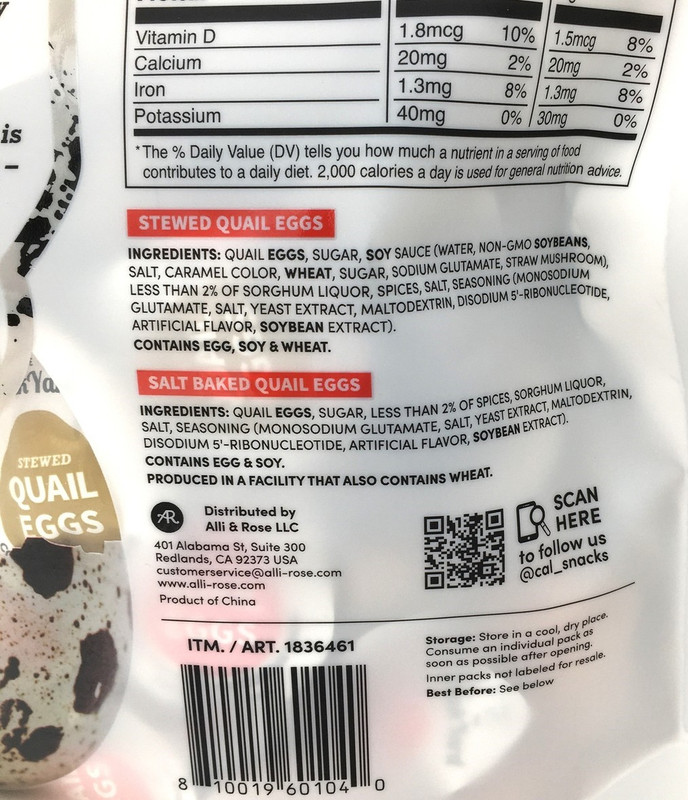 is
Vitamin D 1.8mcg 10% 1.5mcg 8%
Calcium 20mg 2% 20mg 2%
Iron 1.3mg 8% 1.3mg 8%
Potassium 40mg 0% 30mg 0%
*The % Daily Value (DV) tells you how much a nutrient in a serving of food
contributes to a daily diet. 2,000 calories a day is used for general nutrition advice.
STEWED QUAIL EGGS
INGREDIENTS: QUAIL EGGS, SUGAR, SOY SAUCE (WATER, NON-GMO SOYBEANS,
SALT, CARAMEL COLOR, WHEAT, SUGAR, SODIUM GLUTAMATE, STRAW MUSHROOM),
LESS THAN 2% OF SORGHUM LIQUOR, SPICES, SALT, SEASONING (MONOSODIUM
GLUTAMATE, SALT, YEAST EXTRACT, MALTODEXTRIN, DISODIUM 5'-RIBONUCLEOTIDE,
ARTIFICIAL FLAVOR, SOYBEAN EXTRACT).
CONTAINS EGG, SOY & WHEAT.
SALT BAKED QUAIL EGGS
INGREDIENTS: QUAIL EGGS, SUGAR, LESS THAN 2% OF SPICES, SORGHUM LIQUOR,
SALT, SEASONING (MONOSODIUM GLUTAMATE, SALT, YEAST EXTRACT, MALTODEXTRIN,
DISODIUM 5'-RIBONUCLEOTIDE, ARTIFICIAL FLAVOR, SOYBEAN EXTRACT).
CONTAINS EGG & SOY.
PRODUCED IN A FACILITY THAT ALSO CONTAINS WHEAT.
STEWED
QUAIL
EGGS
AR
Distributed by
Alli & Rose LLC
401 Alabama St, Suite 300
Redlands, CA 92373 USA
customerservice@alli-rose.com
www.alli-rose.com
Product of China
SCAN
HERE
to follow us
@cal_snacks
ITM. / ART. 1836461
8 10019 60104 0
Storage: Store in a cool, dry place.
Consume an individual pack as
soon as possible after opening.
Inner packs not labeled for resale.
Best Before: See below